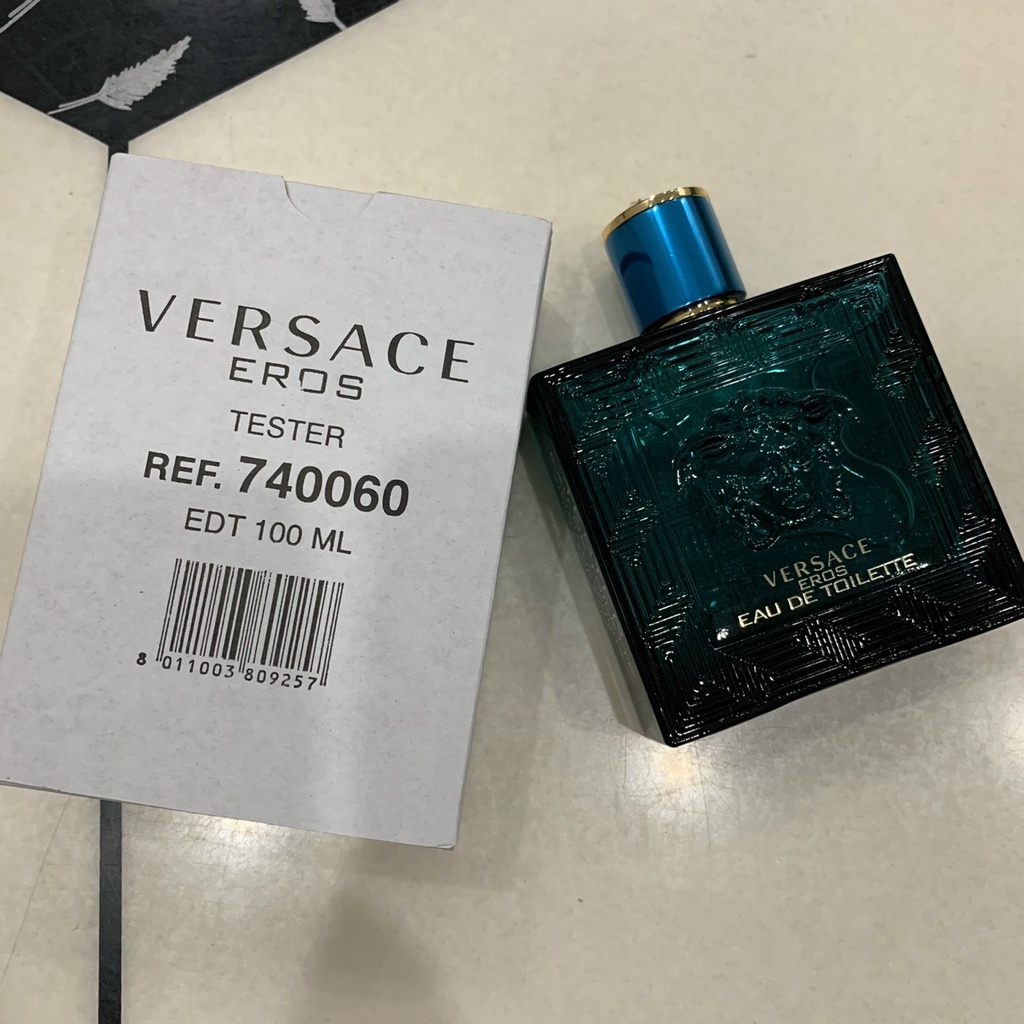 VERSACE
EROS
TESTER
REF. 740060
EDT 100 ML
8 011003 809257
VERSACE
EROS
EAU DE TOILETTE